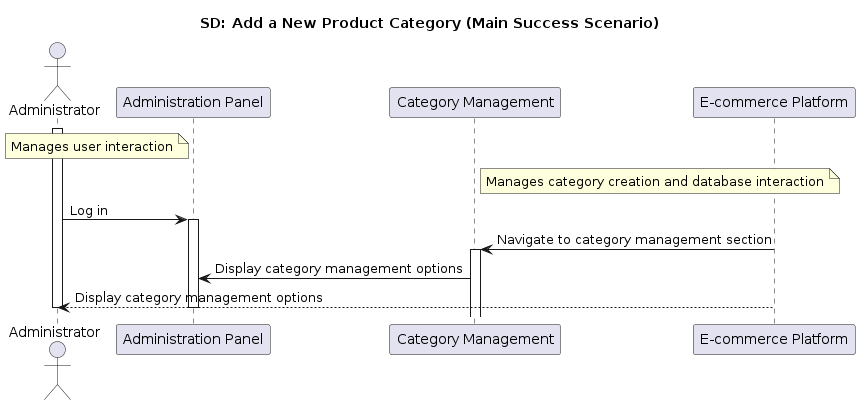 SD: Add a New Product Category (Main Success Scenario)
Administrator
Administration Panel
Category Management
E-commerce Platform
Manages user interaction
Manages category creation and database interaction
Log in
Navigate to category management section
Display category management options
Display category management options
Administrator
Administration Panel
Category Management
E-commerce Platform